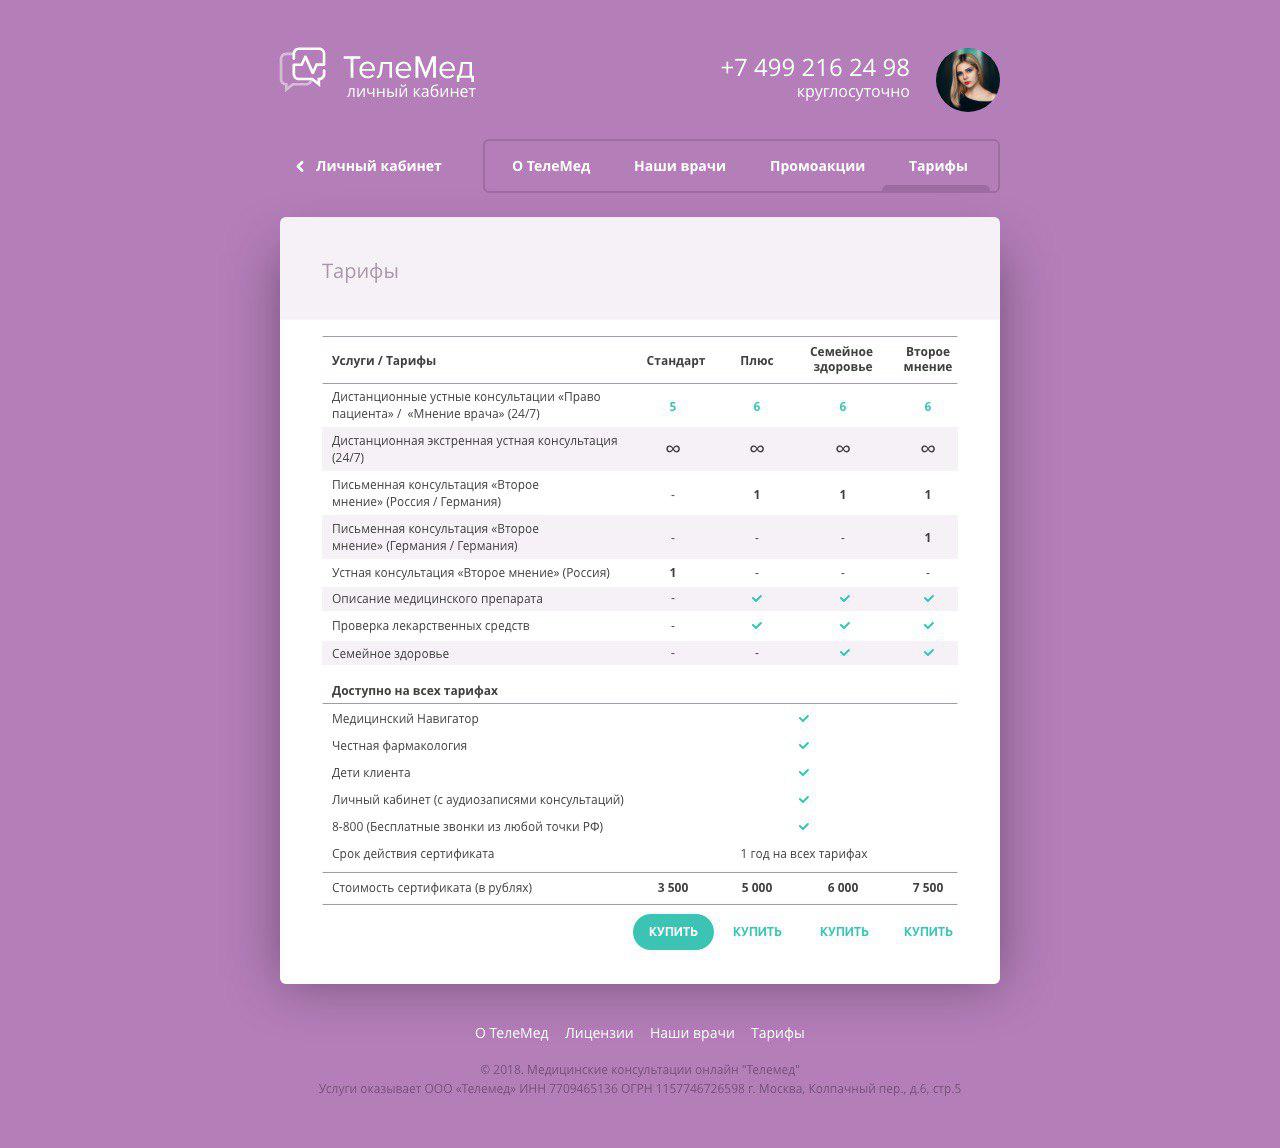 ТелеМед
личный кабинет
+7 499 216 24 98
круглосуточно
Личный кабинет
О ТелеМед Наши врачи Промоакции Тарифы
Тарифы
Услуги / Тарифы Стандарт Плюс Семейное здоровье Второе мнение
Дистанционные устные консультации «Право
пациента» / «Мнение врача» (24/7) 5 6 6 6
Дистанционная экстренная устная консультация
(24/7) ∞ ∞ ∞ ∞
Письменная консультация «Второе
мнение» (Россия / Германия) - 1 1 1
Письменная консультация «Второе
мнение» (Германия / Германия) - - - 1
Устная консультация «Второе мнение» (Россия) 1 - - -
Описание медицинского препарата - ✓ ✓ ✓
Проверка лекарственных средств - ✓ ✓ ✓
Семейное здоровье - - ✓ ✓
Доступно на всех тарифах
Медицинский Навигатор ✓
Честная фармакология ✓
Дети клиента ✓
Личный кабинет (с аудиозаписями консультаций) ✓
8-800 (Бесплатные звонки из любой точки РФ) ✓
Срок действия сертификата 1 год на всех тарифах
Стоимость сертификата (в рублях) 3 500 5 000 6 000 7 500
КУПИТЬ КУПИТЬ КУПИТЬ КУПИТЬ
О ТелеМед Лицензии Наши врачи Тарифы
© 2018. Медицинские консультации онлайн "Телемед"
Услуги оказывает ООО «Телемед» ИНН 7709465136 ОГРН 1157746726598 г. Москва, Колпачный пер., д.6, стр.5